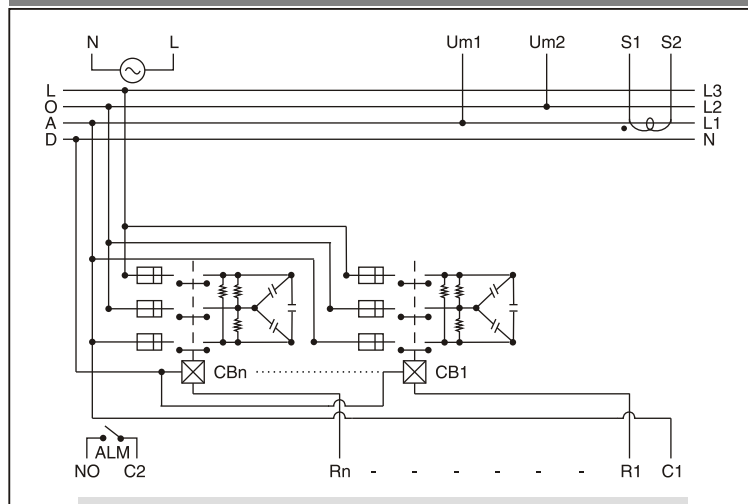 N L Um1 Um2 S1 S2
L L3
O L2
A L1
D N
CBn CB1
ALM
NO C2 Rn - - - - - - R1 C1